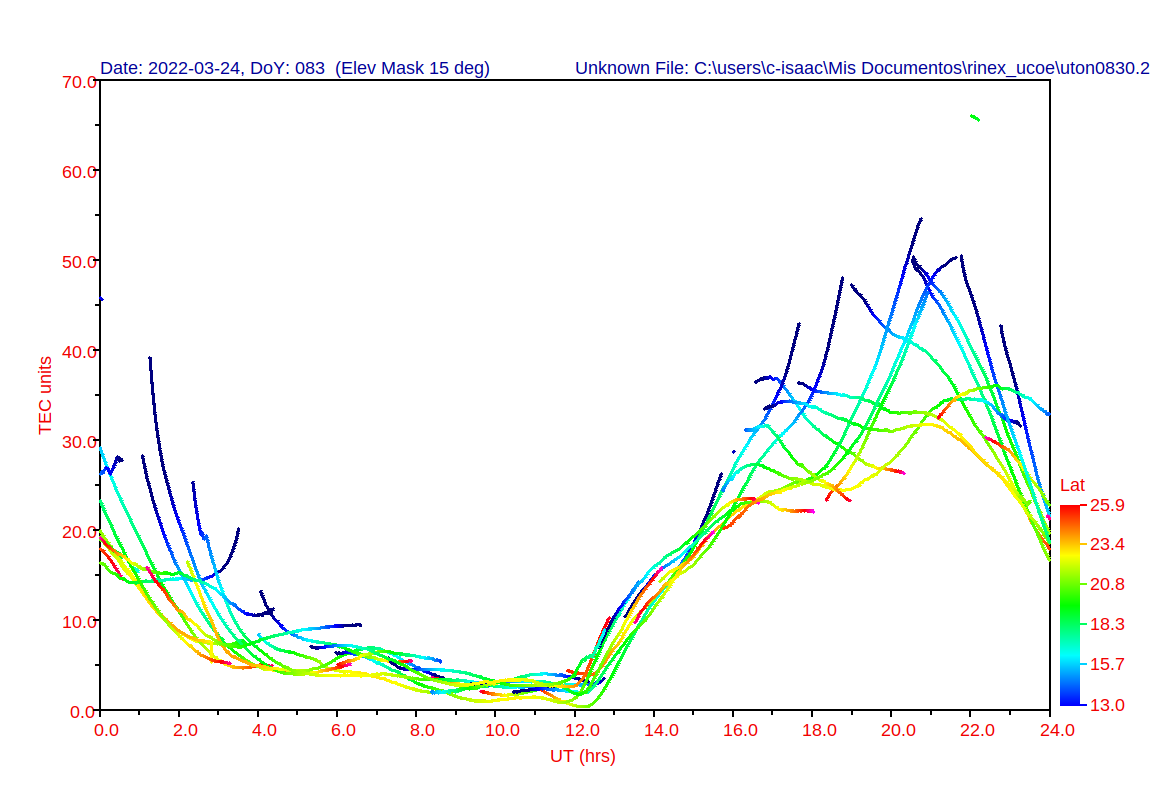 Date: 2022-03-24, DoY: 083  (Elev Mask 15 deg)
Unknown File: C:\users\c-isaac\Mis Documentos\rinex_ucoe\uton0830.2
70.0
60.0
50.0
40.0
30.0
20.0
10.0
0.0
TEC units
0.0 2.0 4.0 6.0 8.0 10.0 12.0 14.0 16.0 18.0 20.0 22.0 24.0
UT (hrs)
Lat
25.9
23.4
20.8
18.3
15.7
13.0